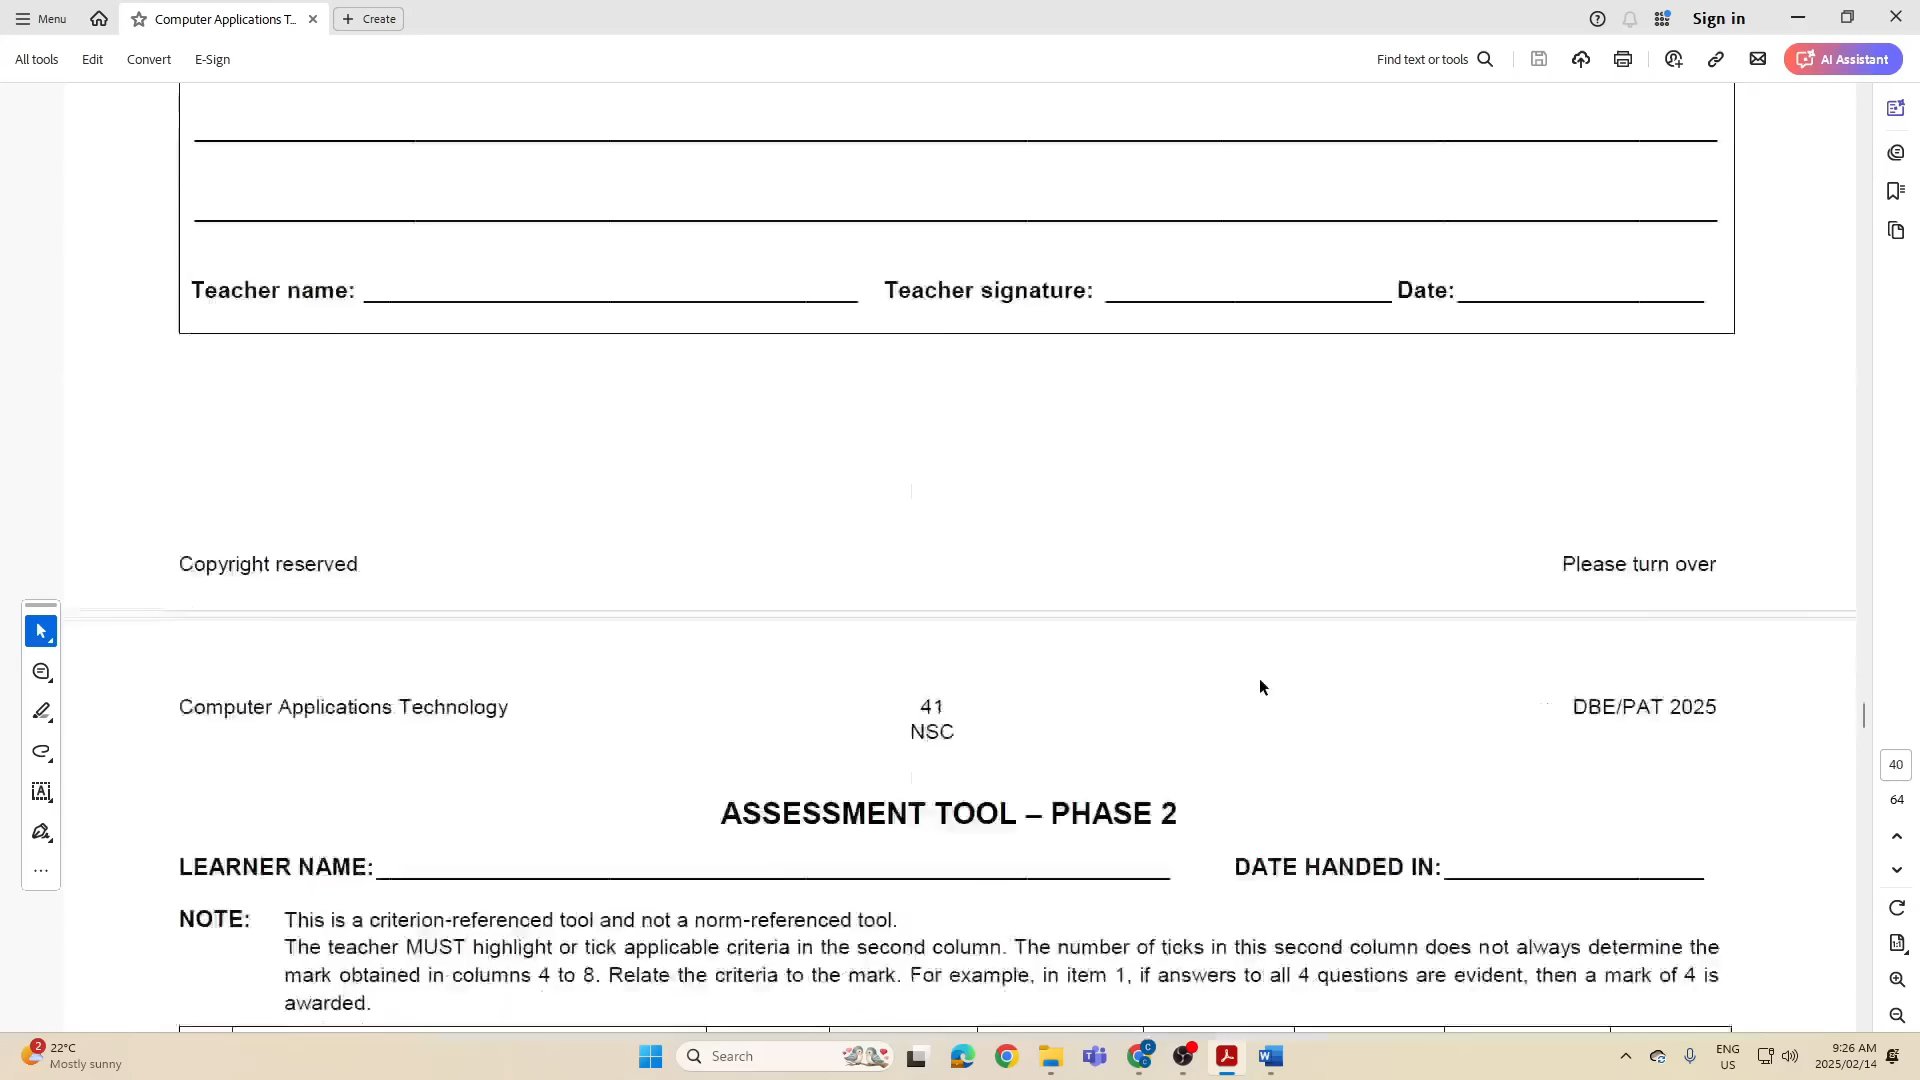 Menu
Computer Applications T...
Create
Sign in
All tools
Edit
Convert
E-Sign
Find text or tools
AI Assistant
Teacher name:
Teacher signature:
Date:
Copyright reserved
Please turn over
Computer Applications Technology
41
DBE/PAT 2025
NSC
ASSESSMENT TOOL – PHASE 2
LEARNER NAME:
DATE HANDED IN:
NOTE: This is a criterion-referenced tool and not a norm-referenced tool.
The teacher MUST highlight or tick applicable criteria in the second column. The number of ticks in this second column does not always determine the
mark obtained in columns 4 to 8. Relate the criteria to the mark. For example, in item 1, if answers to all 4 questions are evident, then a mark of 4 is
awarded.
40
64
2
22°C
Mostly sunny
Search
C
ENG
US
9:26 AM
2025/02/14